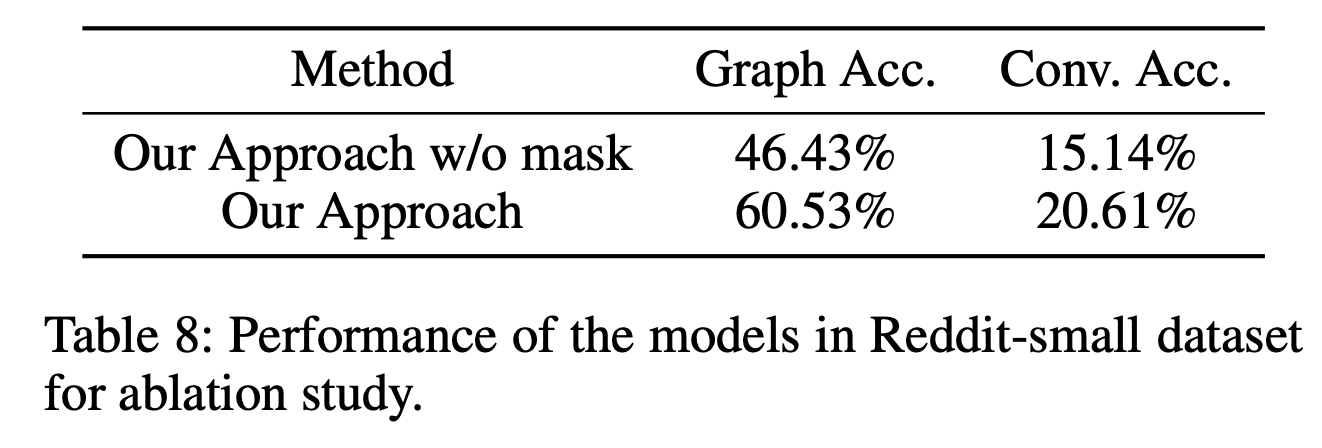 Method Graph Acc. Conv. Acc.
Our Approach w/o mask 46.43% 15.14%
Our Approach 60.53% 20.61%
Table 8: Performance of the models in Reddit-small dataset
for ablation study.